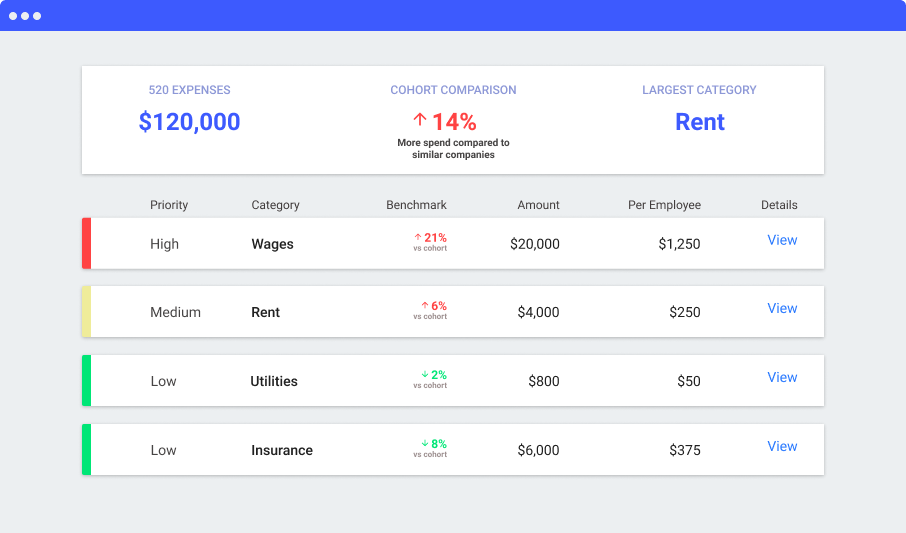 520 EXPENSES
$120,000
COHORT COMPARISON
↑ 14%
More spend compared to
similar companies
LARGEST CATEGORY
Rent
Priority Category Benchmark Amount Per Employee Details
High Wages ↑ 21% vs cohort $20,000 $1,250 View
Medium Rent ↑ 6% vs cohort $4,000 $250 View
Low Utilities ↓ 2% vs cohort $800 $50 View
Low Insurance ↓ 8% vs cohort $6,000 $375 View